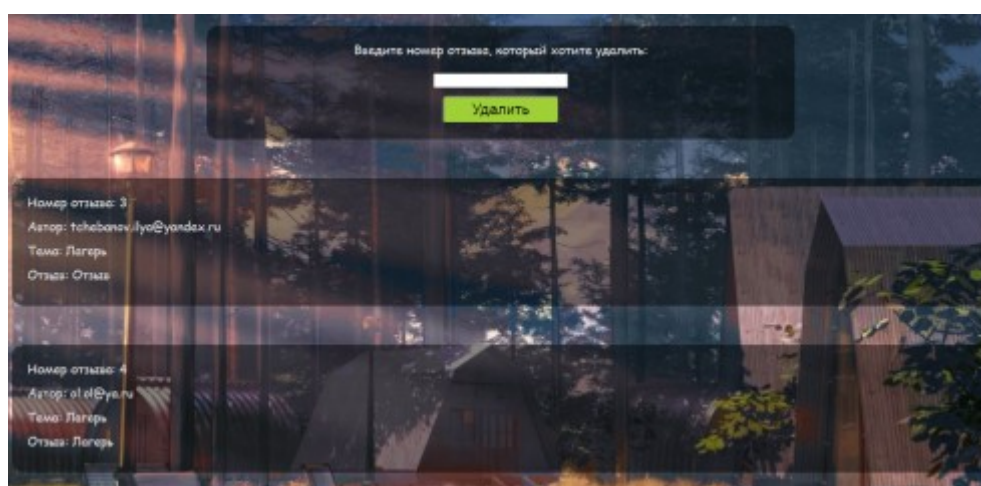 Введите номер отзыва, который хотите удалить:
Удалить
Номер отзыва: 3
Автор: tchebanov.ilya@yandex.ru
Тема: Лагерь
Отзыв: Отзыв
Номер отзыва: 4
Автор: ol.ol@ya.ru
Тема: Лагерь
Отзыв: Лагерь